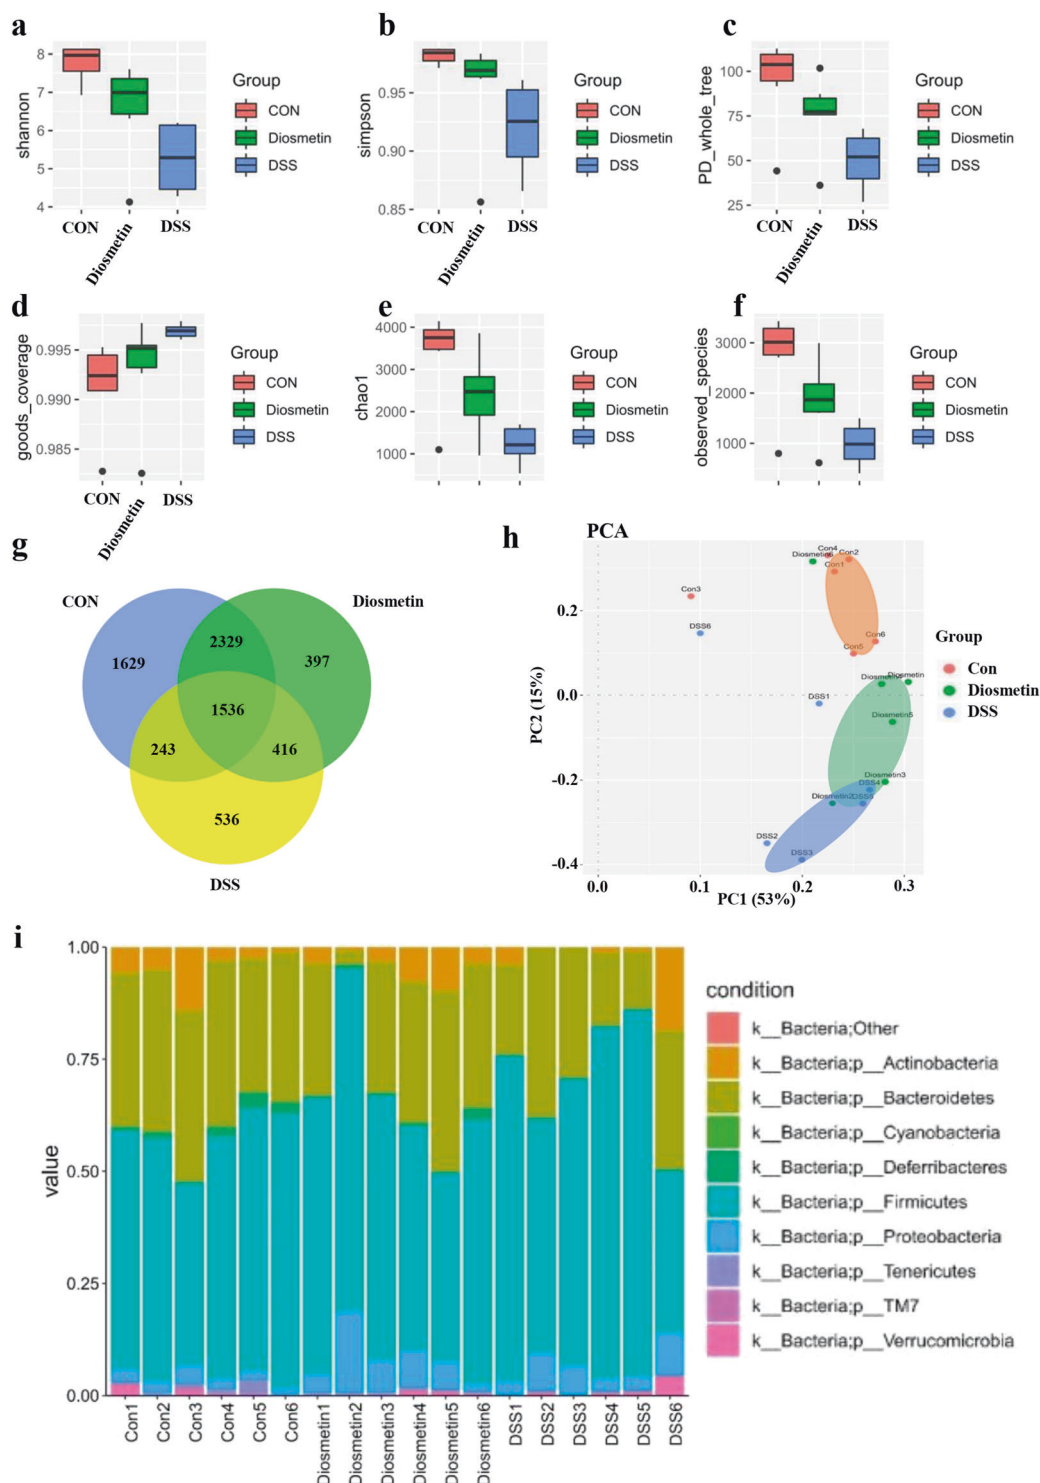 a
shannon
8
7
6
5
4
CON
Diosmetin
DSS
Group
CON
Diosmetin
DSS
b
simpson
0.95
0.90
0.85
CON
Diosmetin
DSS
Group
CON
Diosmetin
DSS
c
PD_whole_tree
100
75
50
25
CON
Diosmetin
DSS
Group
CON
Diosmetin
DSS
d
goods_coverage
0.995
0.990
0.985
CON
Diosmetin
DSS
Group
CON
Diosmetin
DSS
e
chao1
4000
3000
2000
1000
Group
CON
Diosmetin
DSS
f
observed_species
3000
2000
1000
Group
CON
Diosmetin
DSS
g
CON
Diosmetin
2329
1629
397
1536
243
416
536
DSS
h
PCA
Con4
Con2
Diosmetin6
Con1
Con3
DSS6
Con6
Con5
Diosmetin
DSS1
Diosmetin5
Diosmetin3
DSS4
Diosmetin2
DSS5
DSS2
DSS3
0.2
0.0
-0.2
-0.4
PC2 (15%)
0.0
0.1
0.2
0.3
PC1 (53%)
Group
Con
Diosmetin
DSS
i
1.00
0.75
0.50
0.25
0.00
value
Con1
Con2
Con3
Con4
Con5
Con6
Diosmetin1
Diosmetin2
Diosmetin3
Diosmetin4
Diosmetin5
Diosmetin6
DSS1
DSS2
DSS3
DSS4
DSS5
DSS6
condition
k__Bacteria;Other
k__Bacteria;p__Actinobacteria
k__Bacteria;p__Bacteroidetes
k__Bacteria;p__Cyanobacteria
k__Bacteria;p__Deferribacteres
k__Bacteria;p__Firmicutes
k__Bacteria;p__Proteobacteria
k__Bacteria;p__Tenericutes
k__Bacteria;p__TM7
k__Bacteria;p__Verrucomicrobia